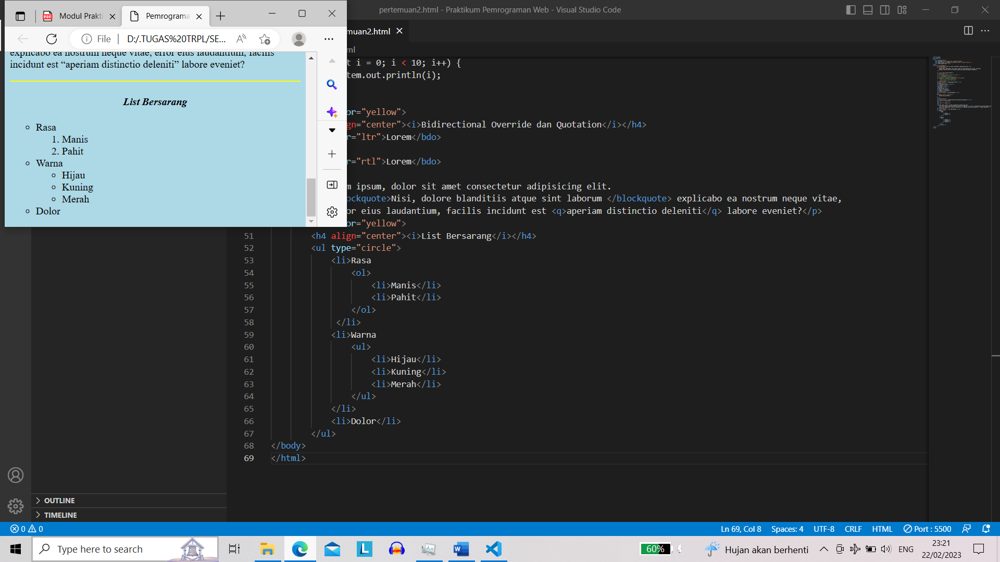 Modul Prakti
Pemrograma
File
D:/.TUGAS%20TRPL/SE...
explicabo ea nostrum neque vitae, error eius laudantium, facilis
incidunt est “aperiam distinctio deleniti” labore eveniet?
List Bersarang
Rasa
1. Manis
2. Pahit
Warna
Hijau
Kuning
Merah
Dolor
pertemuan2.html - Praktikum Pemrograman Web - Visual Studio Code
muan2.html
ml
t i = 0; i < 10; i++) {
tem.out.println(i);
or="yellow">
gn="center"><i>Bidirectional Override dan Quotation</i></h4>
r="ltr">Lorem</bdo>
r="rtl">Lorem</bdo>
m ipsum, dolor sit amet consectetur adipisicing elit.
ockquote>Nisi, dolore blanditiis atque sint laborum </blockquote> explicabo ea nostrum neque vitae,
or eius laudantium, facilis incidunt est <q>aperiam distinctio deleniti</q> labore eveniet?</p>
or="yellow">
51 <h4 align="center"><i>List Bersarang</i></h4>
52 <ul type="circle">
53 <li>Rasa
54 <ol>
55 <li>Manis</li>
56 <li>Pahit</li>
57 </ol>
58 </li>
59 <li>Warna
60 <ul>
61 <li>Hijau</li>
62 <li>Kuning</li>
63 <li>Merah</li>
64 </ul>
65 </li>
66 <li>Dolor</li>
67 </ul>
68 </body>
69 </html>
OUTLINE
TIMELINE
0 0
Ln 69, Col 8 Spaces: 4 UTF-8 CRLF HTML Port : 5500
Type here to search
60%
Hujan akan berhenti
ENG
23:21
22/02/2023